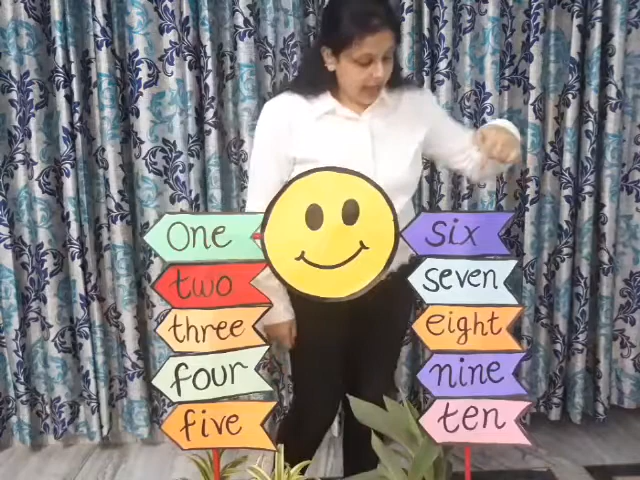 One
two
three
four
five
six
seven
eight
nine
ten